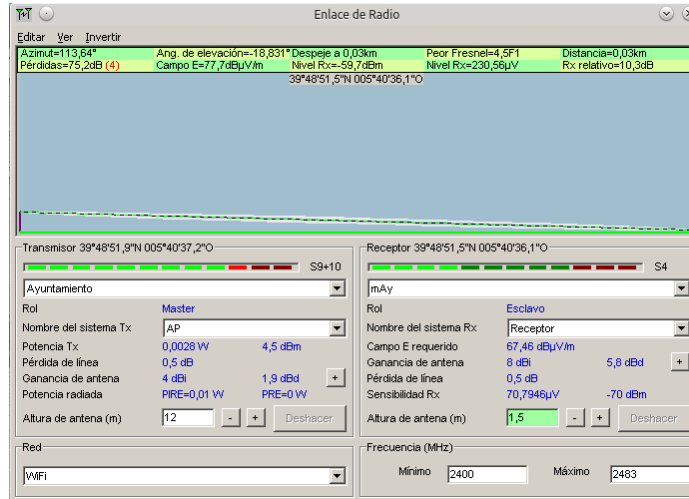 Enlace de Radio
Editar Ver Invertir
Azimut=113,64° Ang. de elevación=-18,831° Despeje a 0,03km Peor Fresnel=4,5F1 Distancia=0,03km
Pérdidas=75,2dB (4) Campo E=77,7dBµV/m Nivel Rx=-59,7dBm Nivel Rx=230,56µV Rx relativo=10,3dB
39°48'51,5"N 005°40'36,1"O
Transmisor 39°48'51,9"N 005°40'37,2"O
S9+10
Ayuntamiento
Rol Master
Nombre del sistema Tx AP
Potencia Tx 0,0028 W 4,5 dBm
Pérdida de línea 0,5 dB
Ganancia de antena 4 dBi 1,9 dBd +
Potencia radiada PIRE=0,01 W PRE=0 W
Altura de antena (m) 12 - + Deshacer
Red
WiFi
Receptor 39°48'51,5"N 005°40'36,1"O
S4
mAy
Rol Esclavo
Nombre del sistema Rx Receptor
Campo E requerido 67,46 dBµV/m
Ganancia de antena 8 dBi 5,8 dBd +
Pérdida de línea 0,5 dB
Sensibilidad Rx 70,7946µV -70 dBm
Altura de antena (m) 1,5 - + Deshacer
Frecuencia (MHz)
Mínimo 2400 Máximo 2483